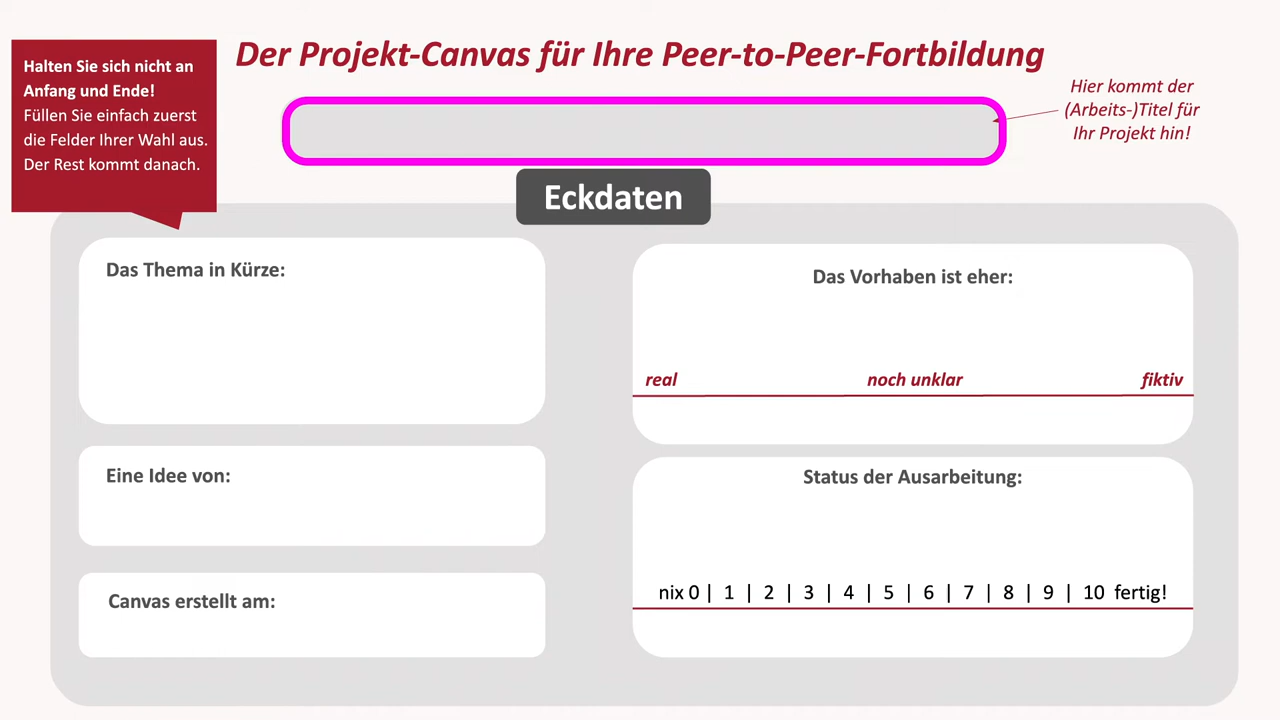 Der Projekt-Canvas für Ihre Peer-to-Peer-Fortbildung
Halten Sie sich nicht an
Anfang und Ende!
Füllen Sie einfach zuerst
die Felder Ihrer Wahl aus.
Der Rest kommt danach.
Hier kommt der
(Arbeits-)Titel für
Ihr Projekt hin!
Eckdaten
Das Thema in Kürze:
Eine Idee von:
Canvas erstellt am:
Das Vorhaben ist eher:
real noch unklar fiktiv
Status der Ausarbeitung:
nix 0 | 1 | 2 | 3 | 4 | 5 | 6 | 7 | 8 | 9 | 10 fertig!